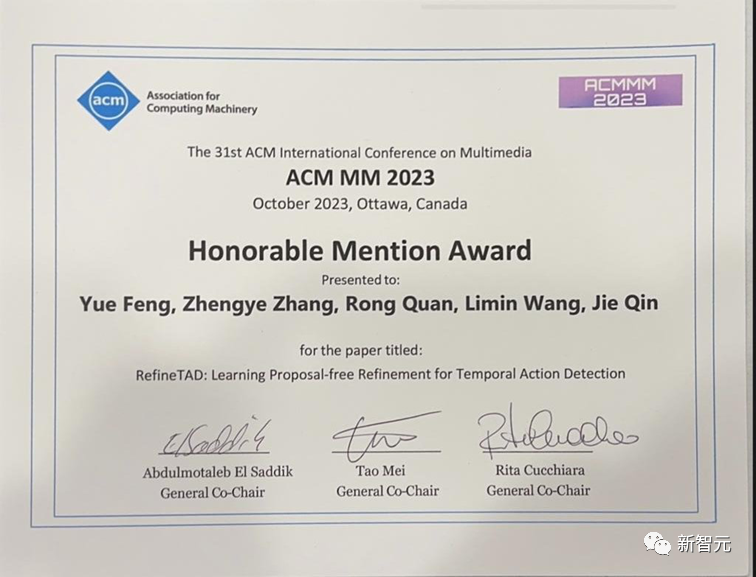 acm
Association for
Computing Machinery
ACMMM
2023
The 31st ACM International Conference on Multimedia
ACM MM 2023
October 2023, Ottawa, Canada
Honorable Mention Award
Presented to:
Yue Feng, Zhengye Zhang, Rong Quan, Limin Wang, Jie Qin
for the paper titled:
RefineTAD: Learning Proposal-free Refinement for Temporal Action Detection
Abdulmotaleb El Saddik
General Co-Chair
Tao Mei
General Co-Chair
Rita Cucchiara
General Co-Chair
新智元